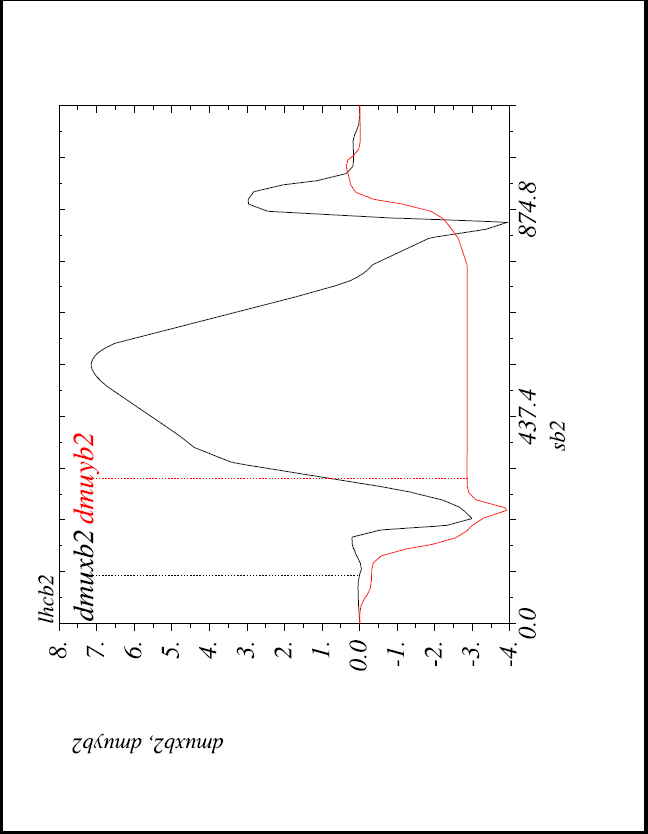 lhcb2
dmuxb2 dmuyb2
8.
7.
6.
5.
4.
3.
2.
1.
0.0
-1.
-2.
-3.
-4.
0.0 437.4 874.8
sb2
dmuxb2, dmuyb2